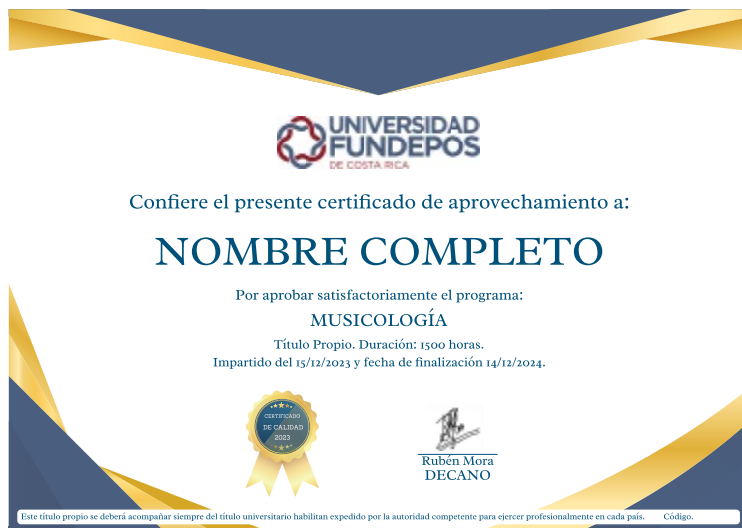 UNIVERSIDAD
FUNDEPOS
DE COSTA RICA
Confiere el presente certificado de aprovechamiento a:
NOMBRE COMPLETO
Por aprobar satisfactoriamente el programa:
MUSICOLOGÍA
Título Propio. Duración: 1500 horas.
Impartido del 15/12/2023 y fecha de finalización 14/12/2024.
CERTIFICADO
DE CALIDAD
2023
Rubén Mora
DECANO
Este título propio se deberá acompañar siempre del título universitario habilitan expedido por la autoridad competente para ejercer profesionalmente en cada país. Código.